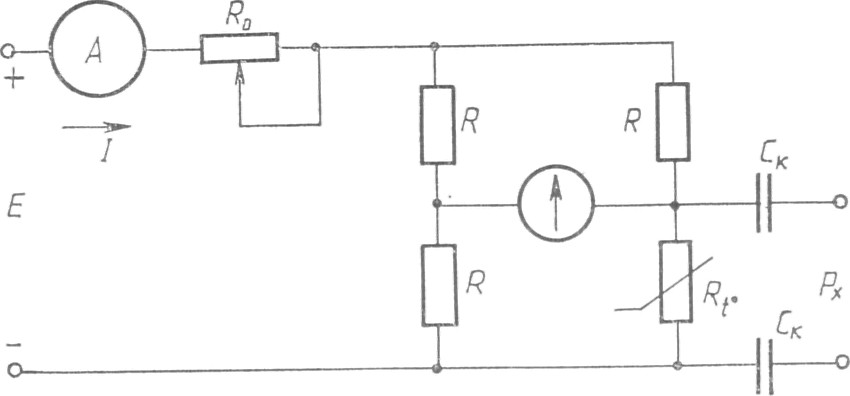 R₀
A
+
I
R
R
Cк
E
R
Rt°
Pₓ
−
Cк